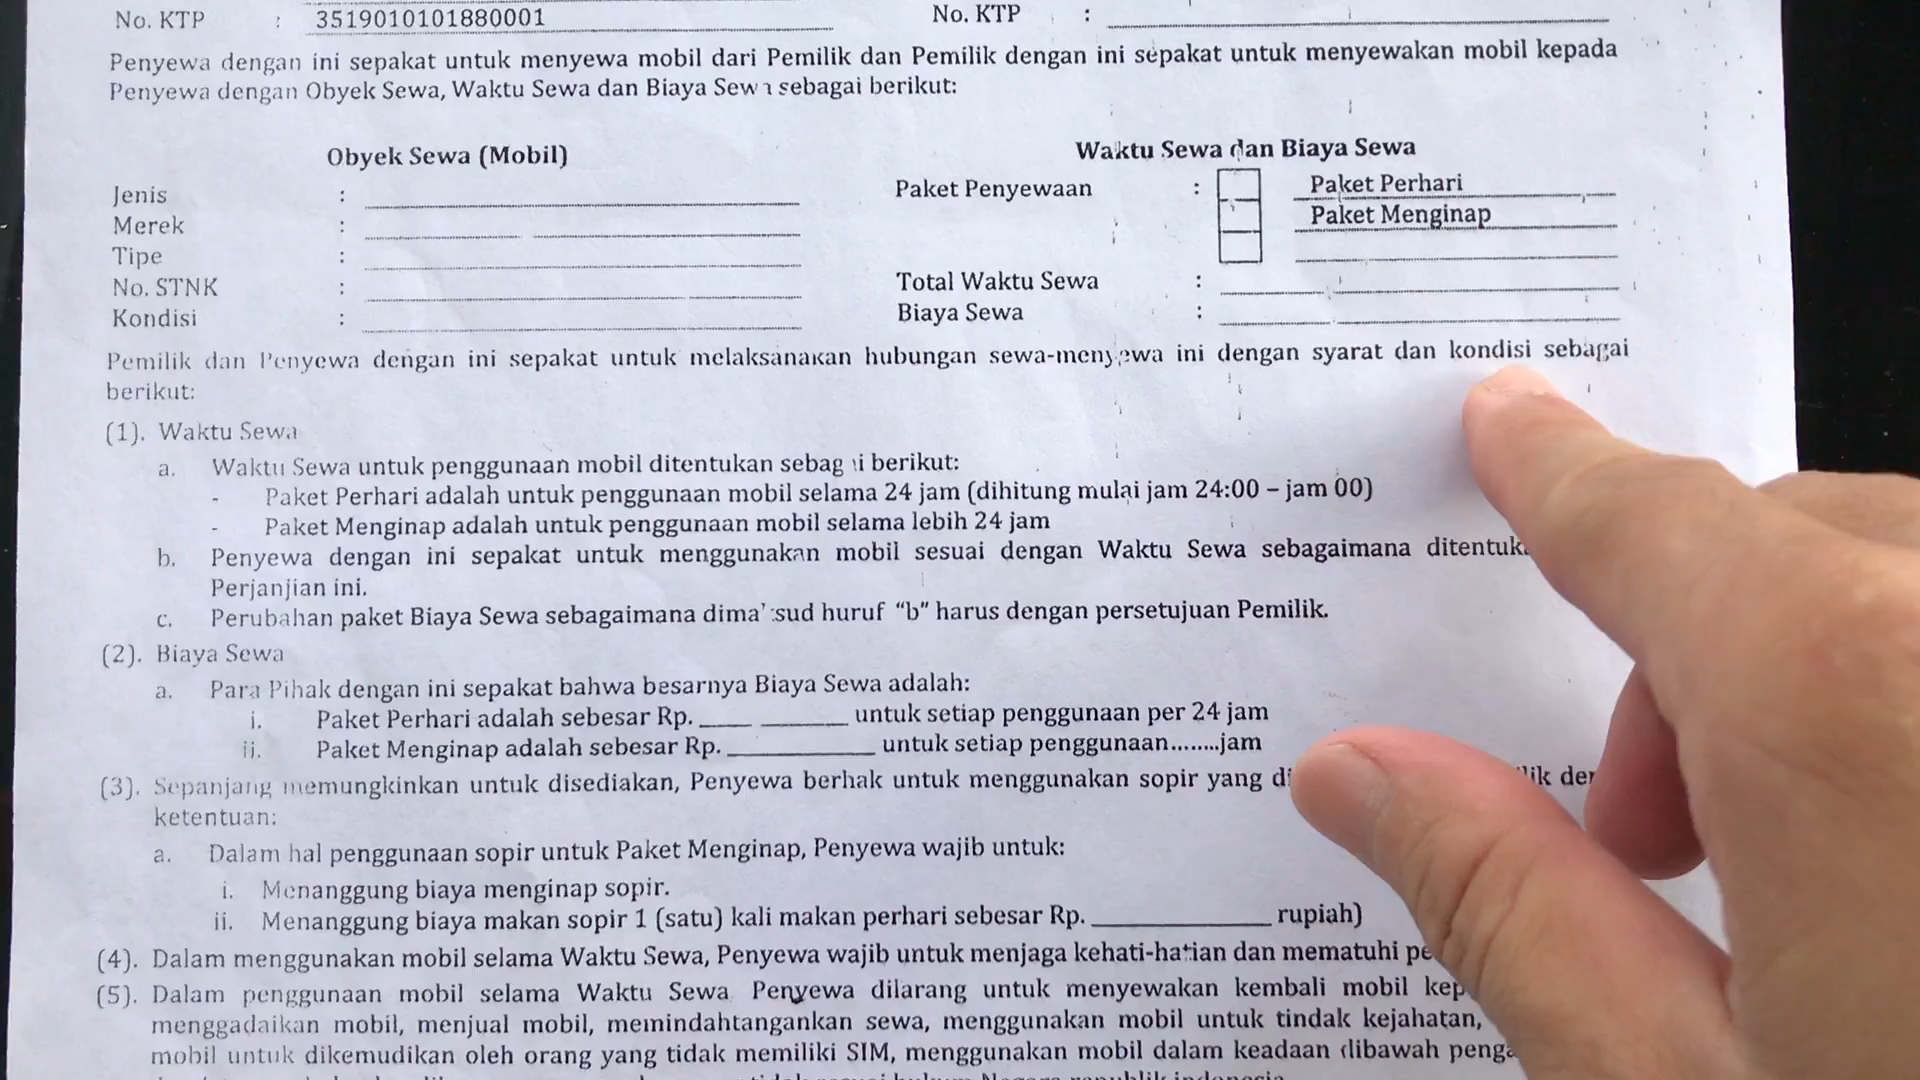 No. KTP : 3519010101880001 No. KTP :
Penyewa dengan ini sepakat untuk menyewa mobil dari Pemilik dan Pemilik dengan ini sepakat untuk menyewakan mobil kepada
Penyewa dengan Obyek Sewa, Waktu Sewa dan Biaya Sewa sebagai berikut:
Obyek Sewa (Mobil)
Jenis :
Merek :
Tipe :
No. STNK :
Kondisi :
Waktu Sewa dan Biaya Sewa
Paket Penyewaan : Paket Perhari
Paket Menginap
Total Waktu Sewa :
Biaya Sewa :
Pemilik dan Penyewa dengan ini sepakat untuk melaksanakan hubungan sewa-menyewa ini dengan syarat dan kondisi sebagai
berikut:
(1). Waktu Sewa
a. Waktu Sewa untuk penggunaan mobil ditentukan sebagai berikut:
- Paket Perhari adalah untuk penggunaan mobil selama 24 jam (dihitung mulai jam 24:00 – jam 00)
- Paket Menginap adalah untuk penggunaan mobil selama lebih 24 jam
b. Penyewa dengan ini sepakat untuk menggunakan mobil sesuai dengan Waktu Sewa sebagaimana
Perjanjian ini.
c. Perubahan paket Biaya Sewa sebagaimana dimaksud huruf “b” harus dengan persetujuan Pemilik.
(2). Biaya Sewa
a. Para Pihak dengan ini sepakat bahwa besarnya Biaya Sewa adalah:
i. Paket Perhari adalah sebesar Rp. ____ _______ untuk setiap penggunaan per 24 jam
ii. Paket Menginap adalah sebesar Rp. ____________ untuk setiap penggunaan........jam
(3). Sepanjang memungkinkan untuk disediakan, Penyewa berhak untuk menggunakan sopir yang
ketentuan:
a. Dalam hal penggunaan sopir untuk Paket Menginap, Penyewa wajib untuk:
i. Menanggung biaya menginap sopir.
ii. Menanggung biaya makan sopir 1 (satu) kali makan perhari sebesar Rp. ______________ rupiah)
(4). Dalam menggunakan mobil selama Waktu Sewa, Penyewa wajib untuk menjaga kehati-hatian dan mematuhi
(5). Dalam penggunaan mobil selama Waktu Sewa Penyewa dilarang untuk menyewakan kembali mobil
menggadaikan mobil, menjual mobil, memindahtangankan sewa, menggunakan mobil untuk tindak kejahatan,
mobil untuk dikemudikan oleh orang yang tidak memiliki SIM, menggunakan mobil dalam keadaan dibawah